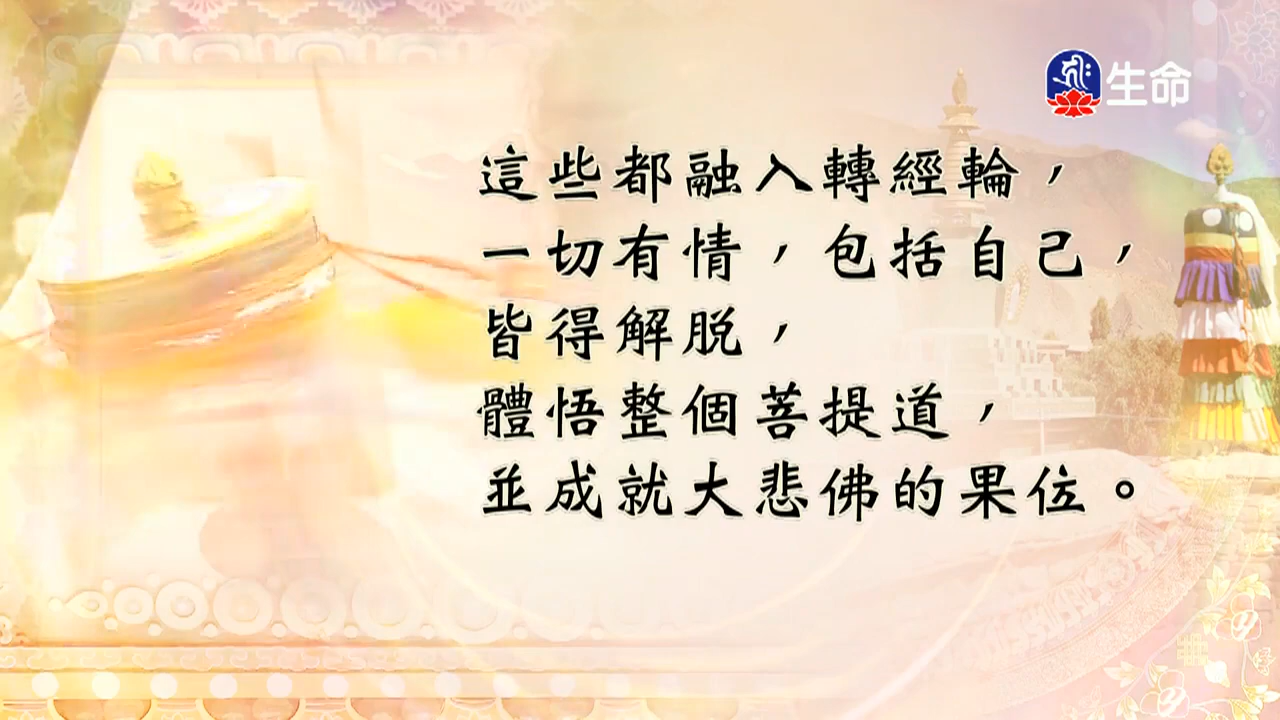 生命
這些都融入轉經輪，
一切有情，包括自己，
皆得解脫，
體悟整個菩提道，
並成就大悲佛的果位。